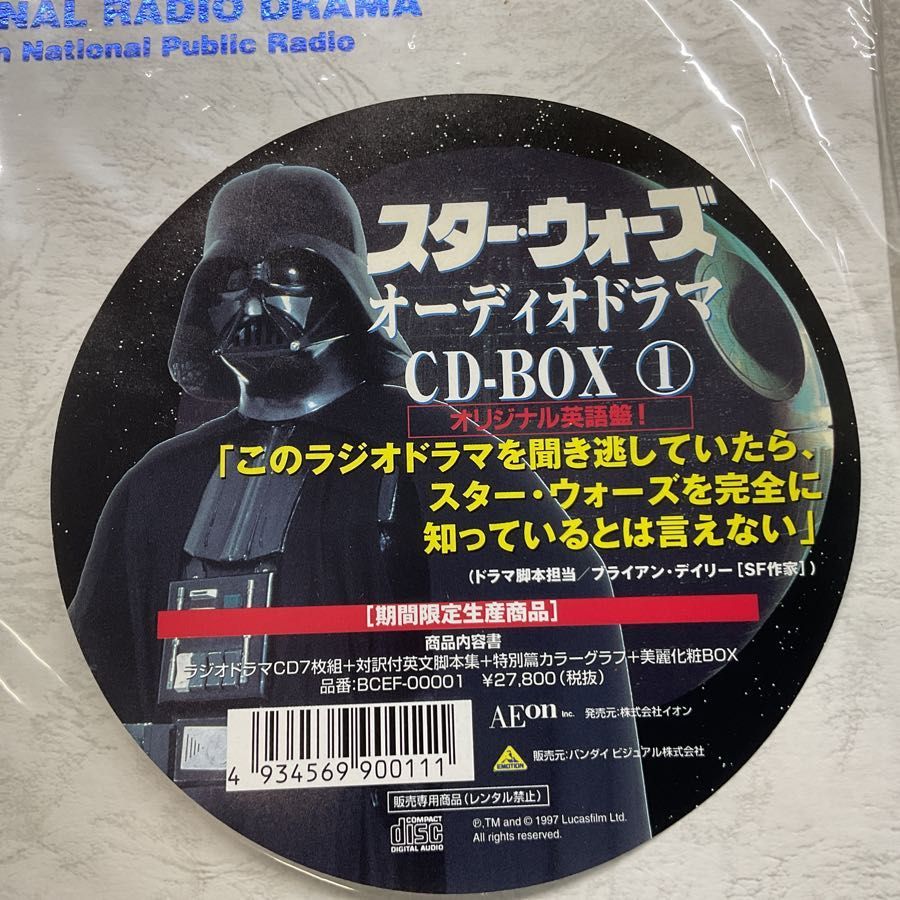 NAL RADIO DRAMA
n National Public Radio
スター・ウォーズ
オーディオドラマ
CD-BOX ①
オリジナル英語盤!
「このラジオドラマを聞き逃していたら、
スター・ウォーズを完全に
知っているとは言えない」
(ドラマ脚本担当/ブライアン・デイリー[SF作家])
[期間限定生産商品]
商品内容書
ラジオドラマCD7枚組+対訳付英文脚本集+特別篇カラーグラフ+美麗化粧BOX
品番:BCEF-00001 ¥27,800(税抜)
AEon Inc. 発売元:株式会社イオン
EMOTION 販売元:バンダイ ビジュアル株式会社
4 934569 900111
販売専用商品(レンタル禁止)
COMPACT disc DIGITAL AUDIO
℗,TM and © 1997 Lucasfilm Ltd.
All rights reserved.